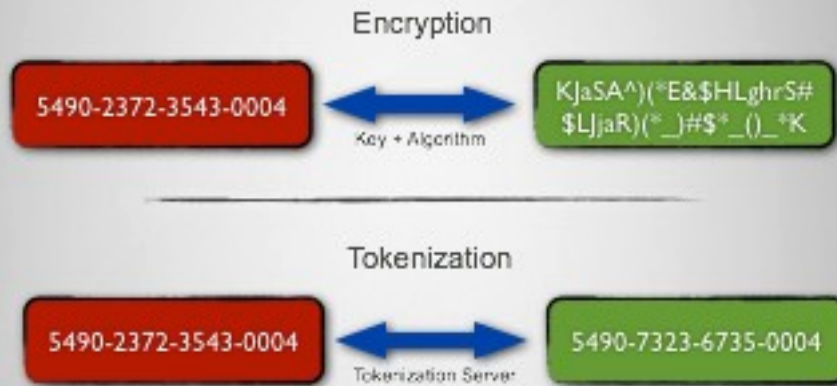 Encryption
5490-2372-3543-0004
KJaSA^)(*E&$HLghrS#
$LJjaR)(*_)#$*_()_*K
Key + Algorithm
Tokenization
5490-2372-3543-0004
5490-7323-6735-0004
Tokenization Server